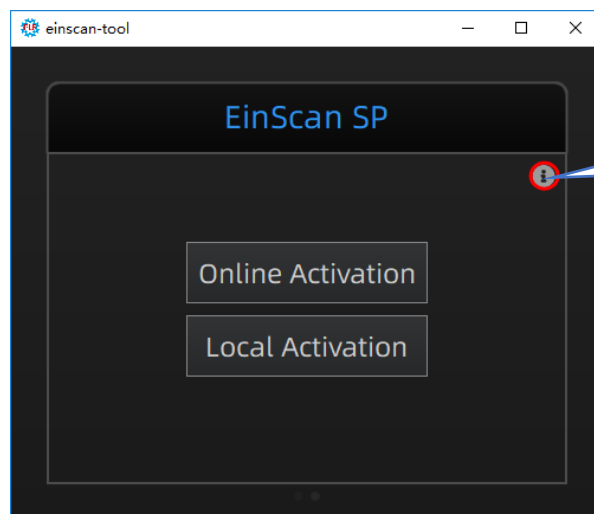 einscan-tool
EinScan SP
Online Activation
Local Activation